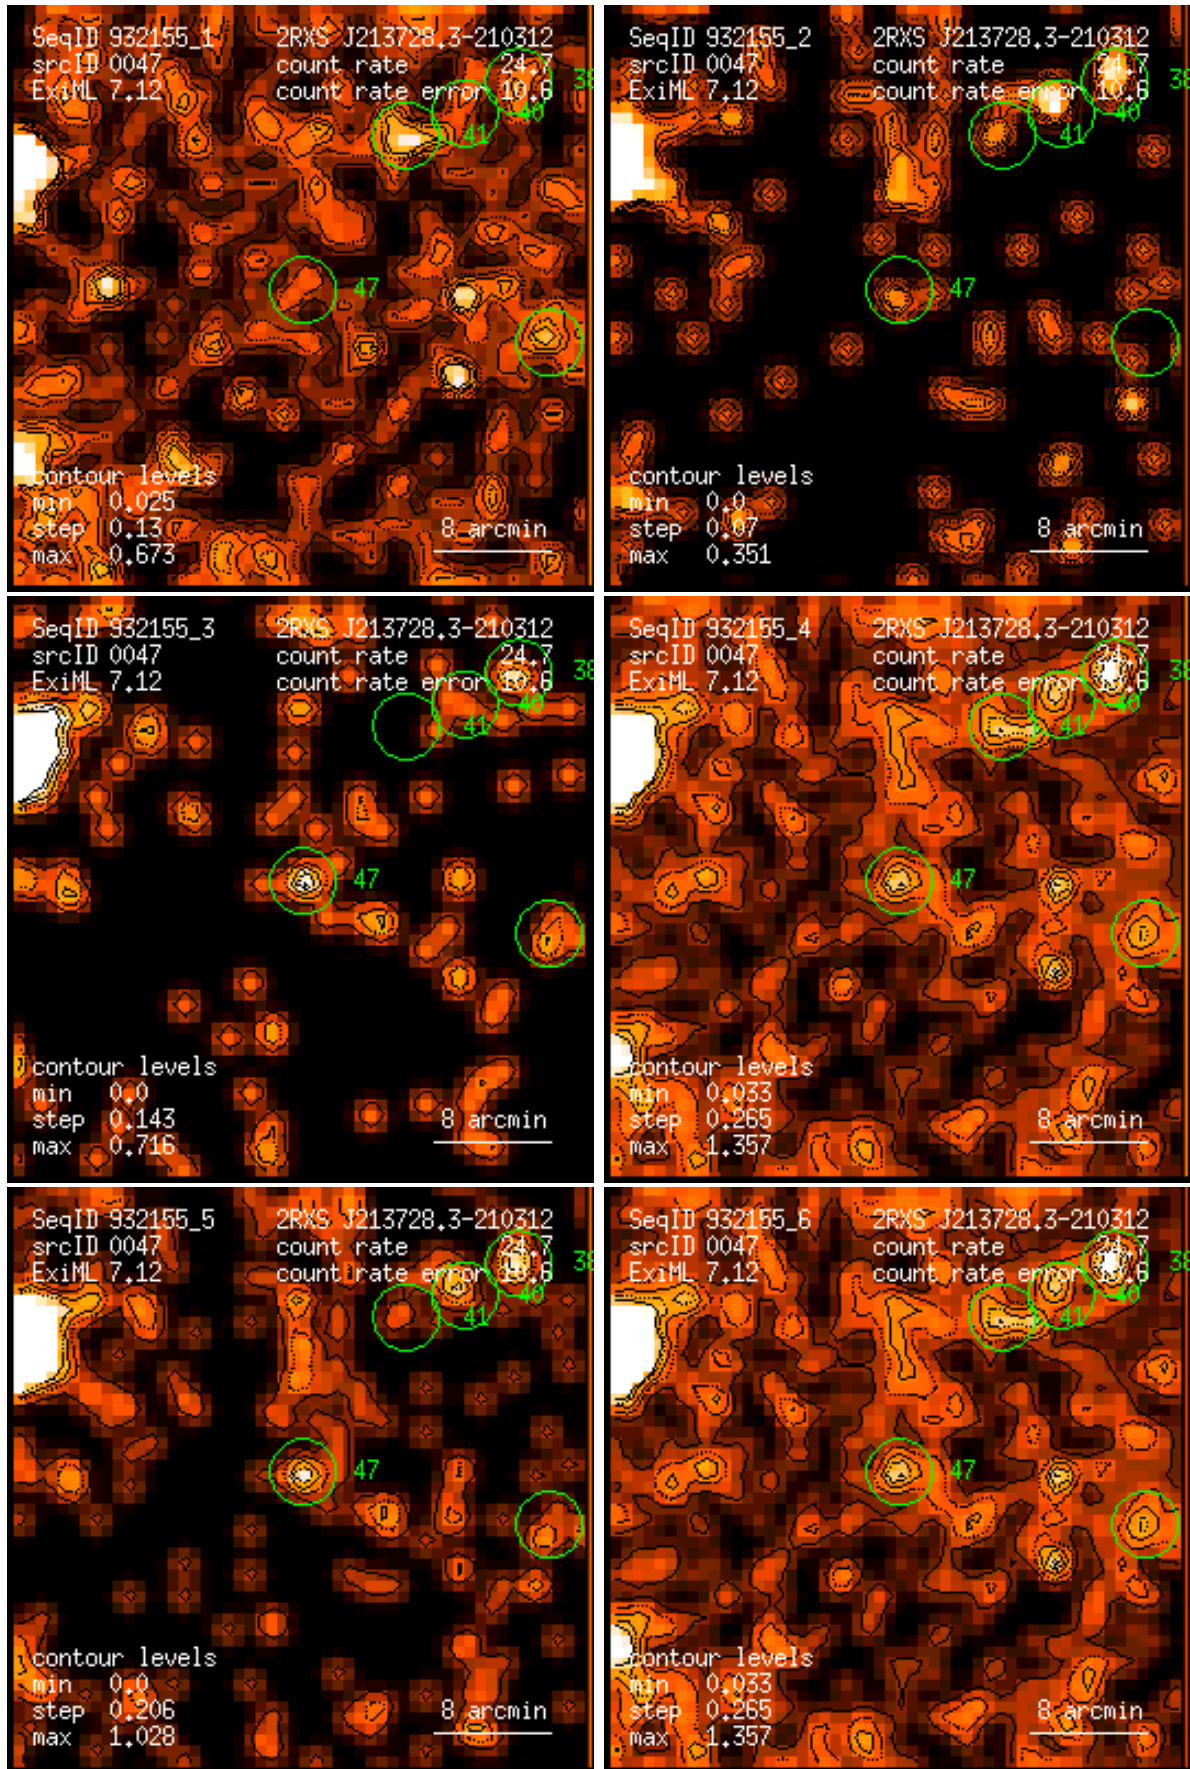 SeqID 932155_1 2RXS J213728.3-210312
srcID 0047 count rate 24.7
ExiML 7.12 count rate error 10.6
38
40
41
47
contour levels
min 0.025
step 0.13
max 0.673
8 arcmin
SeqID 932155_2 2RXS J213728.3-210312
srcID 0047 count rate 24.7
ExiML 7.12 count rate error 10.6
38
40
41
47
contour levels
min 0.0
step 0.07
max 0.351
8 arcmin
SeqID 932155_3 2RXS J213728.3-210312
srcID 0047 count rate 24.7
ExiML 7.12 count rate error 10.6
38
40
41
47
contour levels
min 0.0
step 0.143
max 0.716
8 arcmin
SeqID 932155_4 2RXS J213728.3-210312
srcID 0047 count rate 24.7
ExiML 7.12 count rate error 10.6
38
40
41
47
contour levels
min 0.033
step 0.265
max 1.357
8 arcmin
SeqID 932155_5 2RXS J213728.3-210312
srcID 0047 count rate 24.7
ExiML 7.12 count rate error 10.6
38
40
41
47
contour levels
min 0.0
step 0.206
max 1.028
8 arcmin
SeqID 932155_6 2RXS J213728.3-210312
srcID 0047 count rate 24.7
ExiML 7.12 count rate error 10.6
38
40
41
47
contour levels
min 0.033
step 0.265
max 1.357
8 arcmin